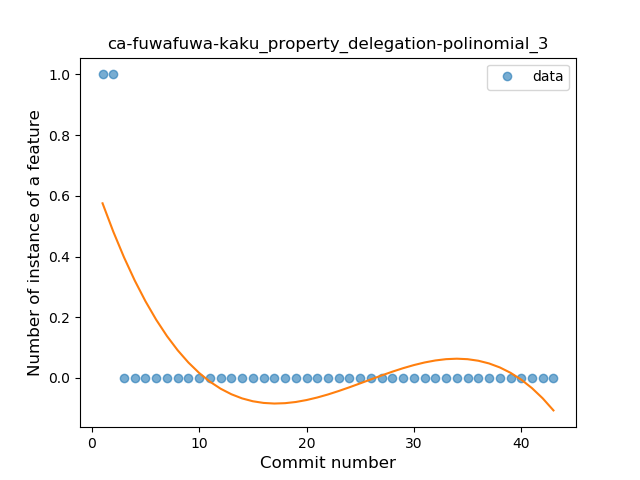 ca-fuwafuwa-kaku_property_delegation-polinomial_3
data
Number of instance of a feature
1.0
0.8
0.6
0.4
0.2
0.0
0 10 20 30 40
Commit number